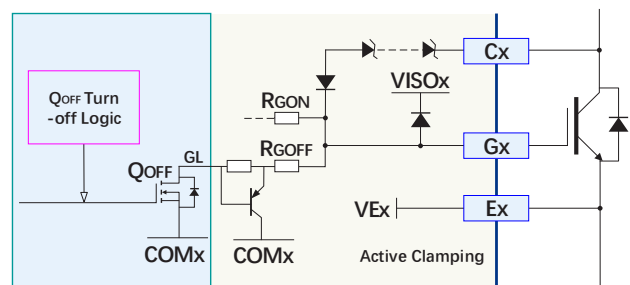 Cx
VISOx
QOFF Turn
-off Logic
RGON
Gx
GL
RGOFF
QOFF
VEx
Ex
COMx
COMx
Active Clamping